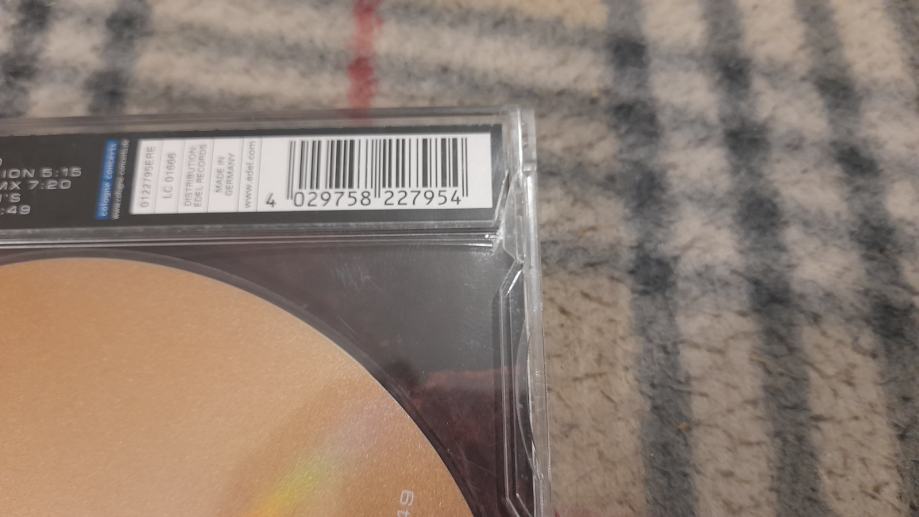 ION 5:15
MX 7:20
'S
:49
cologne concerts
www.cologne-concerts.de
0122795ERE
LC 01666
DISTRIBUTION:
EDEL RECORDS
MADE IN
GERMANY
www.edel.com
4 029758 227954